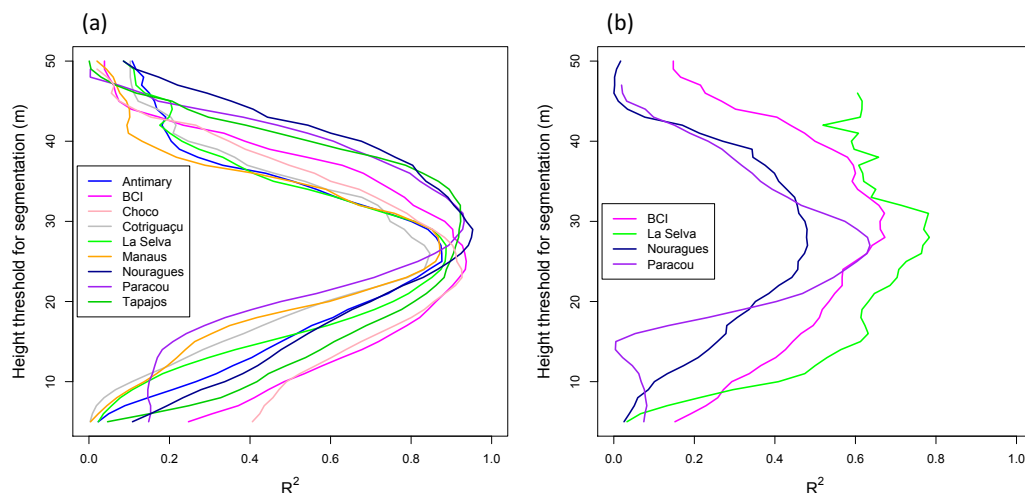 (a)
Height threshold for segmentation (m)
50
40
30
20
10
Antimary
BCI
Choco
Cotriguaçu
La Selva
Manaus
Nouragues
Paracou
Tapajos
0.0 0.2 0.4 0.6 0.8 1.0
R²
(b)
Height threshold for segmentation (m)
50
40
30
20
10
BCI
La Selva
Nouragues
Paracou
0.0 0.2 0.4 0.6 0.8 1.0
R²